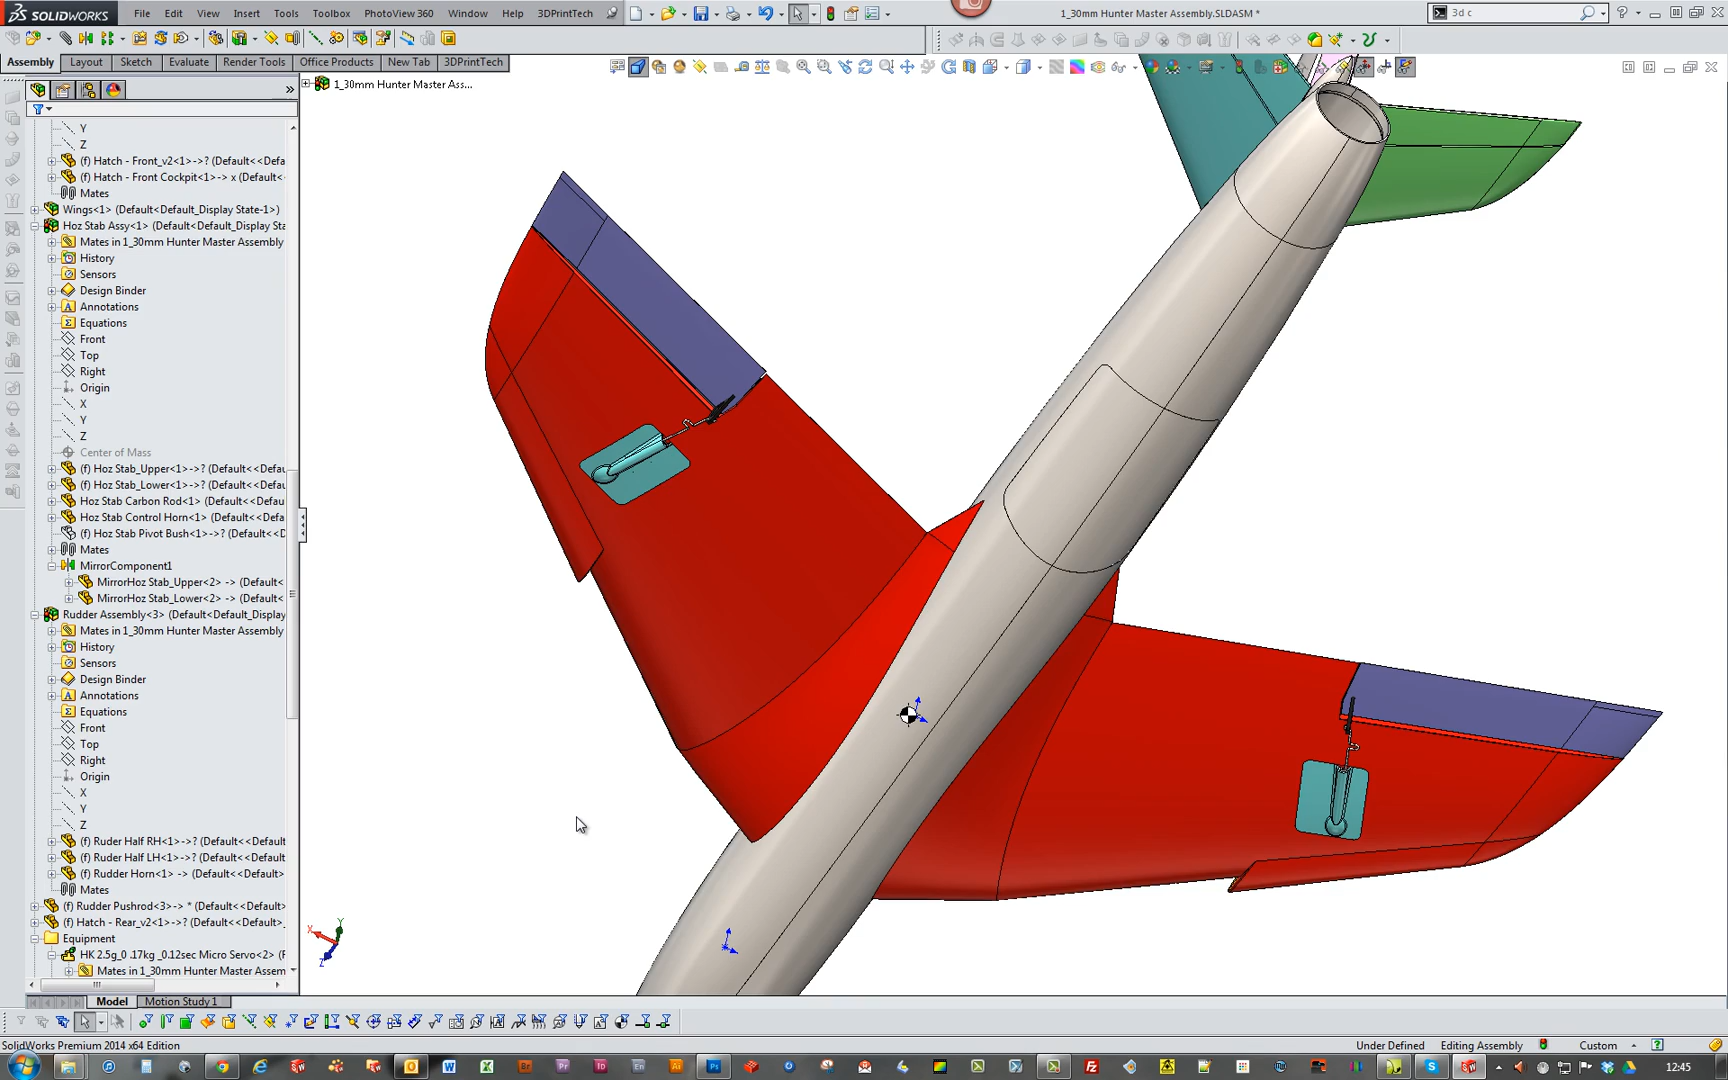 SOLIDWORKS File Edit View Insert Tools Toolbox PhotoView 360 Window Help 3DPrintTech 1_30mm Hunter Master Assembly.SLDASM * 3d c
Assembly Layout Sketch Evaluate Render Tools Office Products New Tab 3DPrintTech
1_30mm Hunter Master Ass...
Y
Z
(f) Hatch - Front_v2<1>->? (Default<<Defa
(f) Hatch - Front Cockpit<1>-> x (Default<
Mates
Wings<1> (Default<Default_Display State-1>)
Hoz Stab Assy<1> (Default<Default_Display Sta
Mates in 1_30mm Hunter Master Assembly
History
Sensors
Design Binder
Annotations
Equations
Front
Top
Right
Origin
X
Y
Z
Center of Mass
(f) Hoz Stab_Upper<1>->? (Default<<Defau
(f) Hoz Stab_Lower<1>->? (Default<<Defau
Hoz Stab Carbon Rod<1> (Default<<Defau
Hoz Stab Control Horn<1> (Default<<Defau
(f) Hoz Stab Pivot Bush<1>->? (Default<<D
Mates
MirrorComponent1
MirrorHoz Stab_Upper<2> -> (Default<
MirrorHoz Stab_Lower<2> -> (Default<
Rudder Assembly<3> (Default<Default_Display
Mates in 1_30mm Hunter Master Assembly
History
Sensors
Design Binder
Annotations
Equations
Front
Top
Right
Origin
X
Y
Z
(f) Ruder Half RH<1>->? (Default<<Defau
(f) Ruder Half LH<1>->? (Default<<Defau
(f) Rudder Horn<1> -> (Default<<Default>
Mates
(f) Rudder Pushrod<3>-> * (Default<<Default>
(f) Hatch - Rear_v2<1>->? (Default<<Default>_
Equipment
HK 2.5g_0 .17kg _0.12sec Micro Servo<2> (
Mates in 1_30mm Hunter Master Assem
X Y Z
Model Motion Study 1
SolidWorks Premium 2014 x64 Edition Under Defined Editing Assembly Custom
12:45